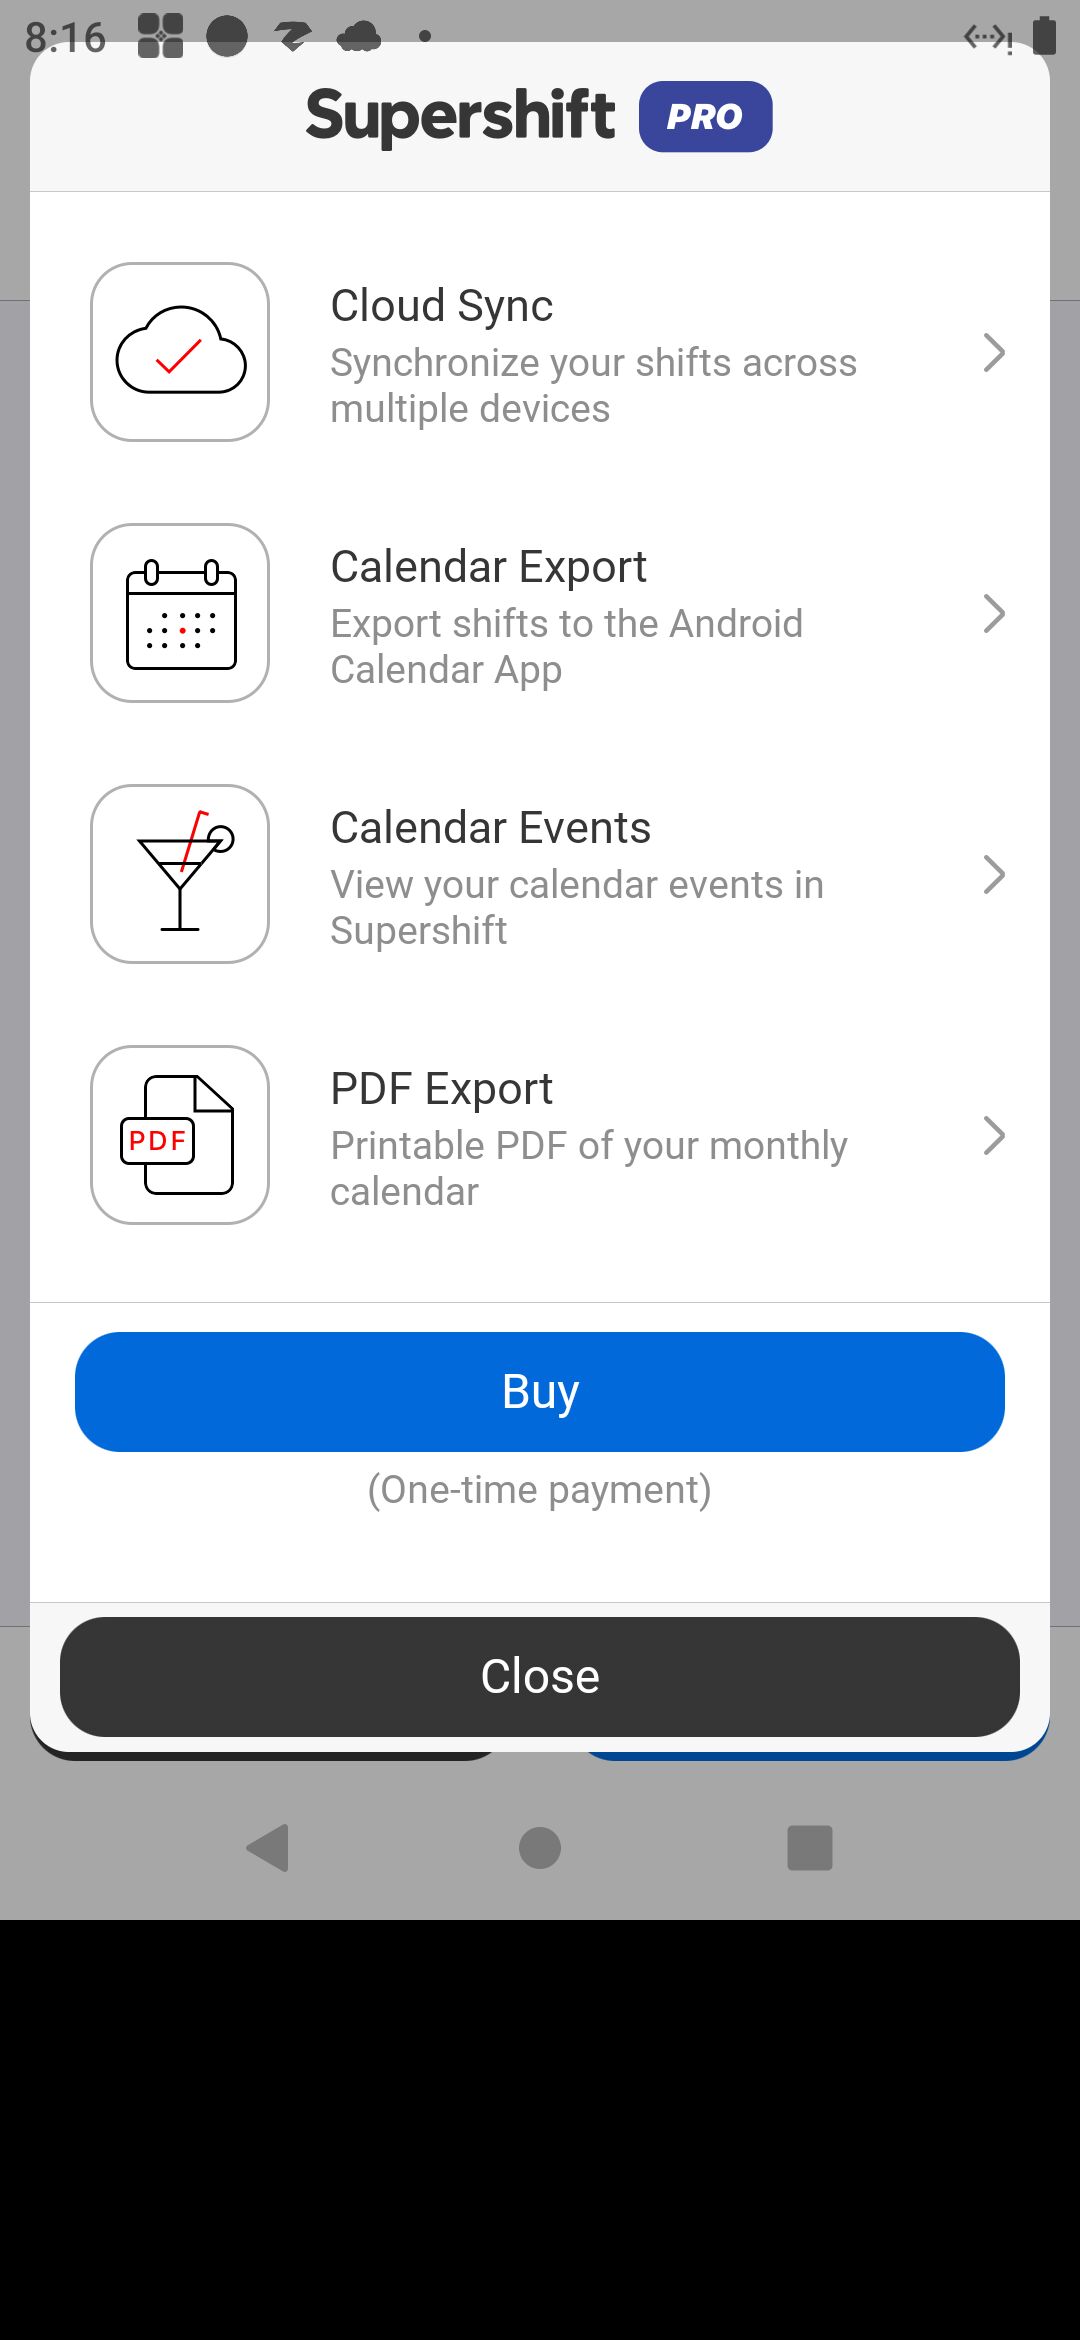 8:16
Supershift PRO
Cloud Sync
Synchronize your shifts across
multiple devices
Calendar Export
Export shifts to the Android
Calendar App
Calendar Events
View your calendar events in
Supershift
PDF
PDF Export
Printable PDF of your monthly
calendar
Buy
(One-time payment)
Close